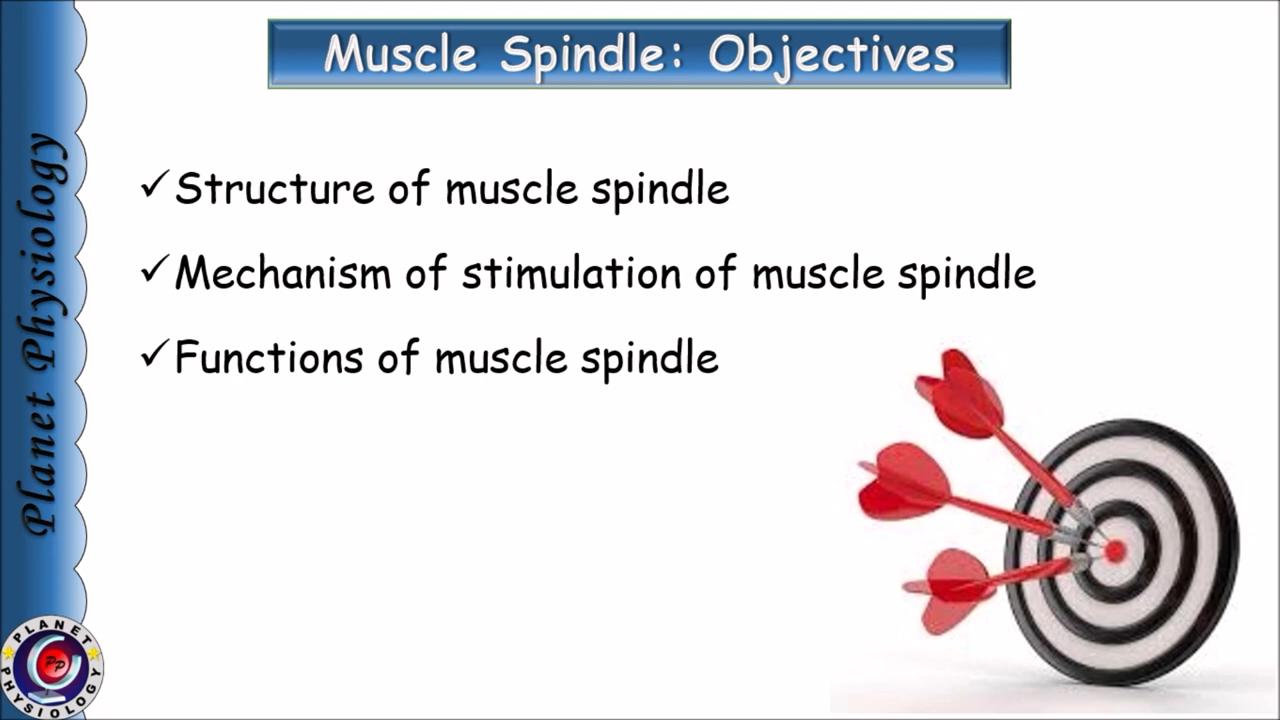 Muscle Spindle: Objectives
✓Structure of muscle spindle
✓Mechanism of stimulation of muscle spindle
✓Functions of muscle spindle
Planet Physiology
PLANET
PP
PHYSIOLOGY